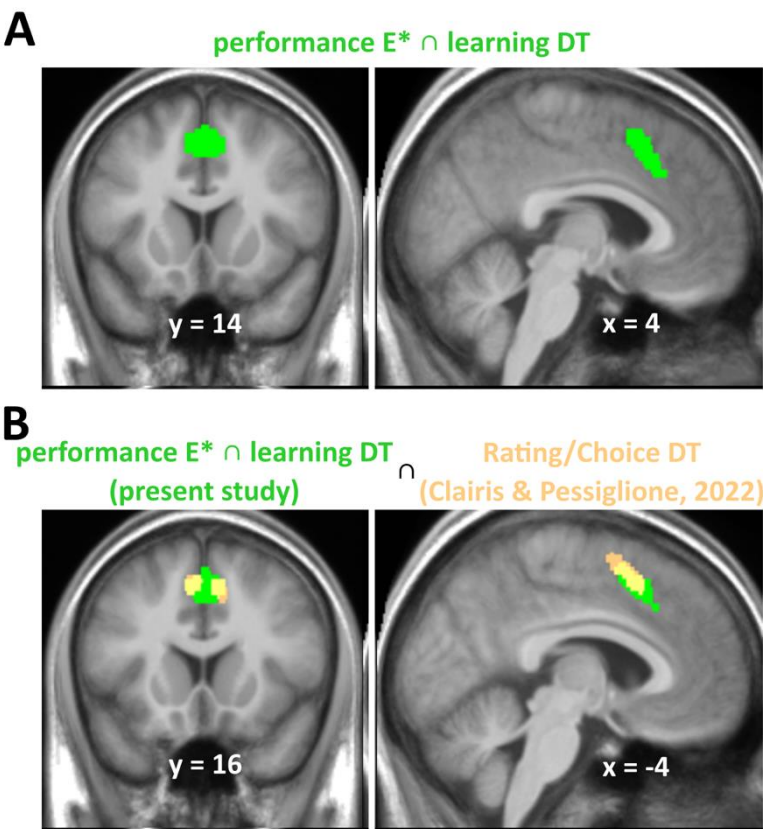 A
performance E* ∩ learning DT
y = 14
x = 4
B
performance E* ∩ learning DT
(present study)
∩
Rating/Choice DT
(Clairis & Pessiglione, 2022)
y = 16
x = -4